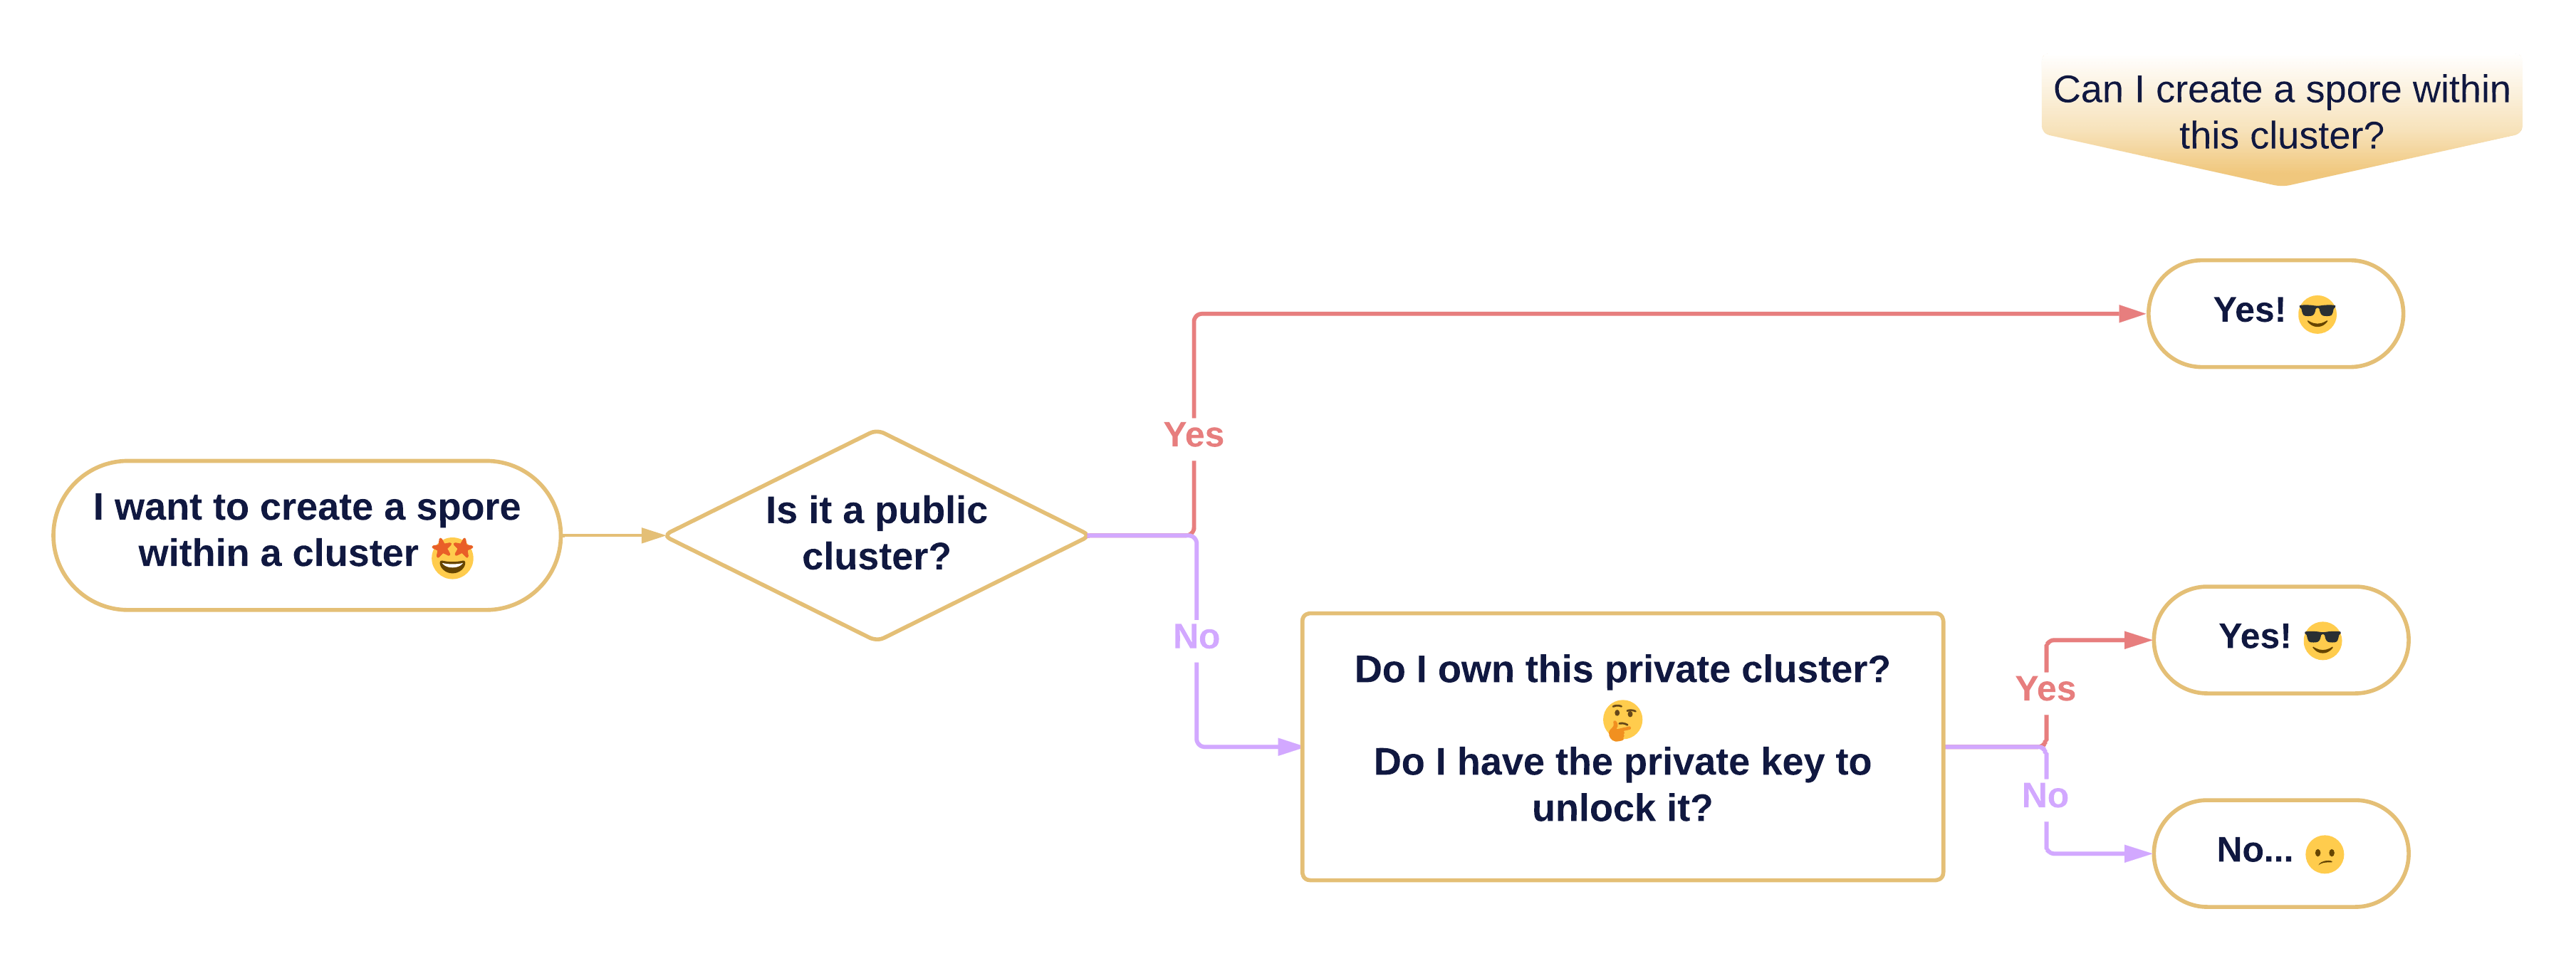 Can I create a spore within
this cluster?
Yes! 😎
Yes
I want to create a spore
within a cluster 🤩
Is it a public
cluster?
No
Do I own this private cluster?
🤔
Do I have the private key to
unlock it?
Yes! 😎
Yes
No
No... 😕